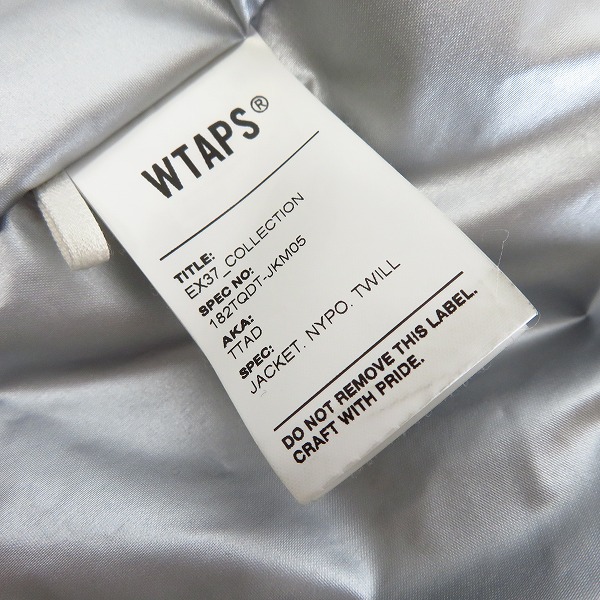 WTAPS®
TITLE:
EX37_COLLECTION
SPEC NO:
182TQDT-JKM05
AKA:
TTAD
SPEC:
JACKET. NYPO. TWILL
DO NOT REMOVE THIS LABEL.
CRAFT WITH PRIDE.